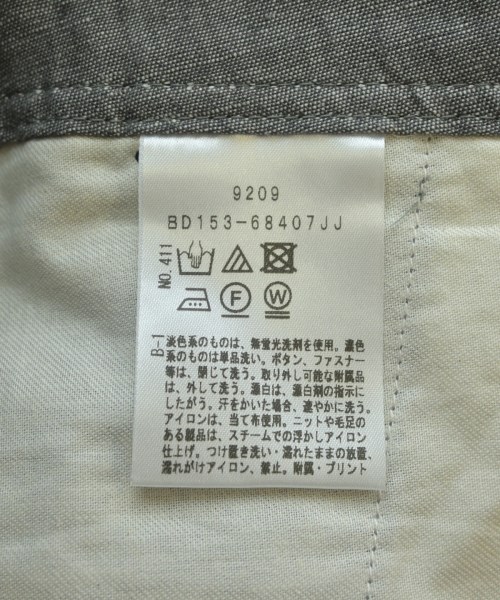 9209
BD153-68407JJ
NO.411
F W
B-1
淡色系のものは、無蛍光洗剤を使用。濃色
系のものは単品洗い。ボタン、ファスナー
等は、閉じて洗う。取り外し可能な附属品
は、外して洗う。漂白は、漂白剤の指示に
したがう。汗をかいた場合、速やかに洗う。
アイロンは、当て布使用。ニットや毛足の
ある製品は、スチームでの浮かしアイロン
仕上げ。つけ置き洗い・濡れたままの放置、
濡れがけアイロン、禁止。附属・プリント